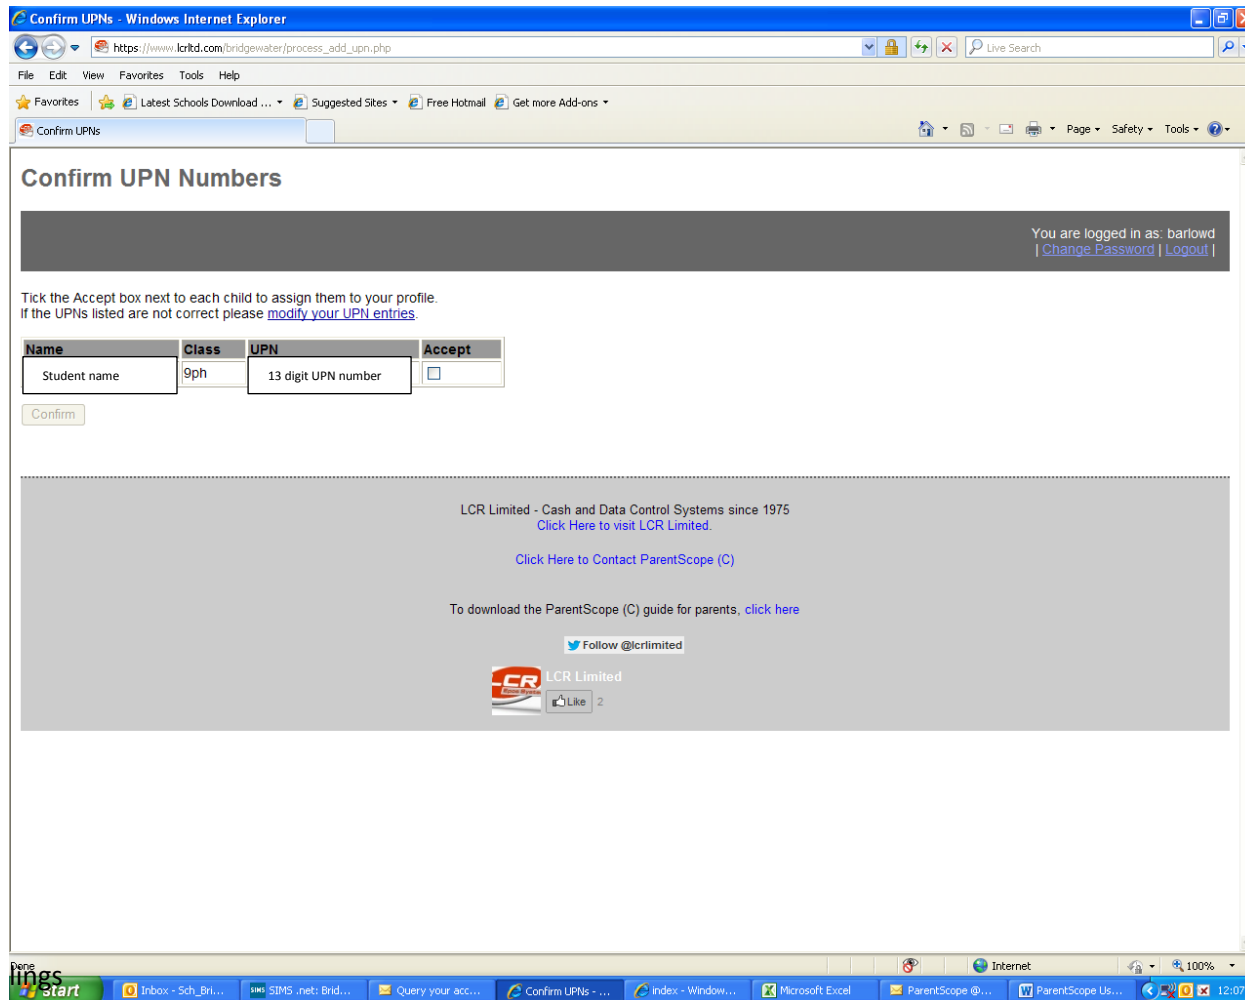 Confirm UPNs - Windows Internet Explorer
https://www.lcrltd.com/bridgewater/process_add_upn.php
Live Search
File Edit View Favorites Tools Help
Favorites Latest Schools Download ... Suggested Sites Free Hotmail Get more Add-ons
Confirm UPNs
Page Safety Tools
Confirm UPN Numbers
You are logged in as: barlowd
| Change Password | Logout |
Tick the Accept box next to each child to assign them to your profile.
If the UPNs listed are not correct please modify your UPN entries.
Name Class UPN Accept
Student name 9ph 13 digit UPN number
Confirm
LCR Limited - Cash and Data Control Systems since 1975
Click Here to visit LCR Limited.
Click Here to Contact ParentScope (C)
To download the ParentScope (C) guide for parents, click here
Follow @lcrlimited
LCR Limited
LCR
Like 2
Done
Internet
100%
lings
start
Inbox - Sch_Bri...
SIMS .net: Brid...
Query your acc...
Confirm UPNs - ...
index - Window...
Microsoft Excel
ParentScope @...
ParentScope Us...
12:07